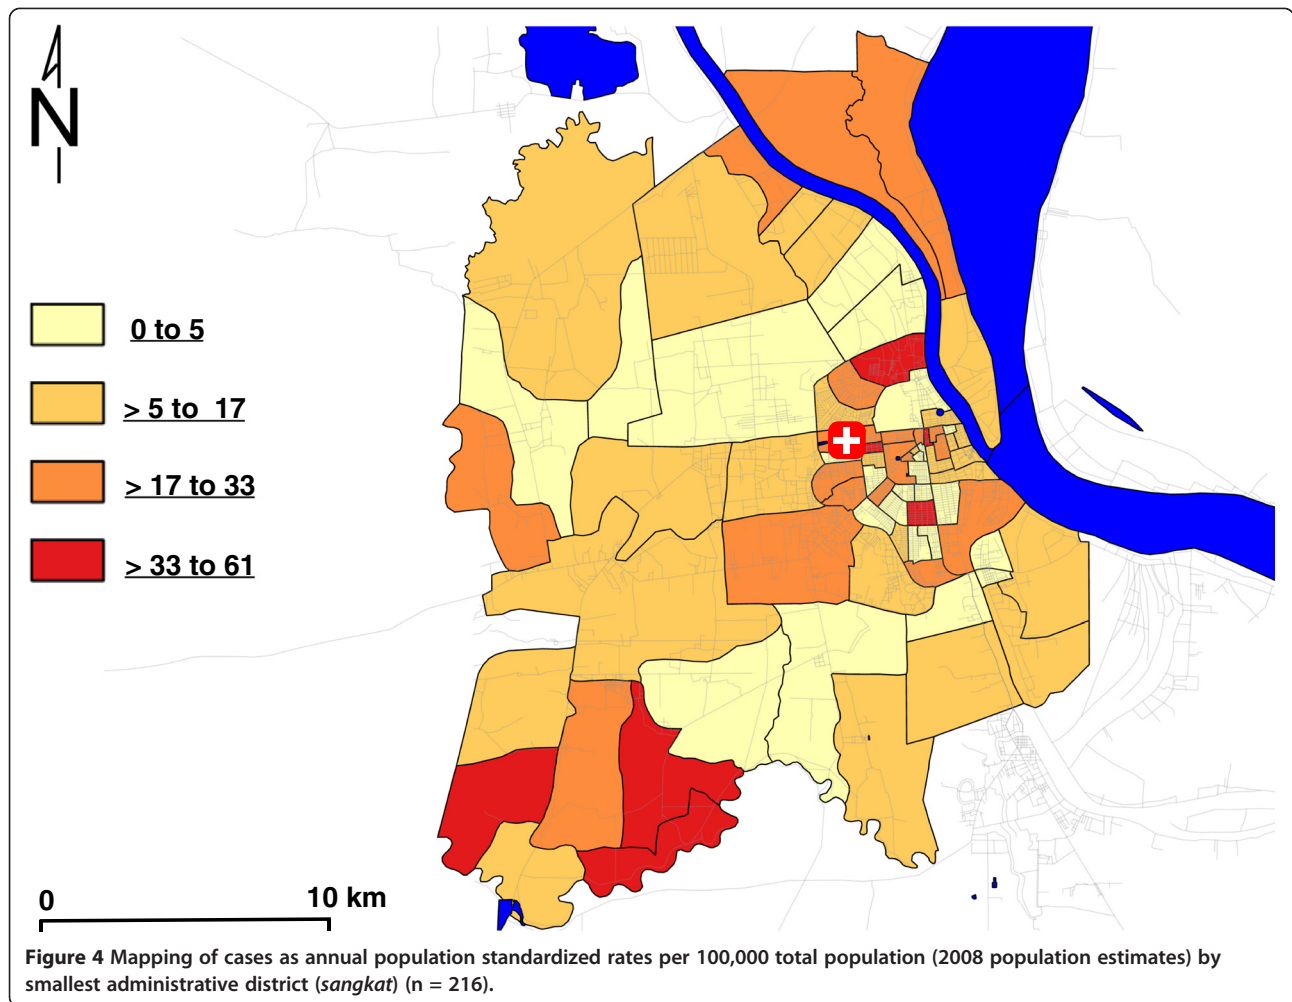 N
0 to 5
> 5 to 17
> 17 to 33
> 33 to 61
0 10 km
Figure 4 Mapping of cases as annual population standardized rates per 100,000 total population (2008 population estimates) by
smallest administrative district (sangkat) (n = 216).